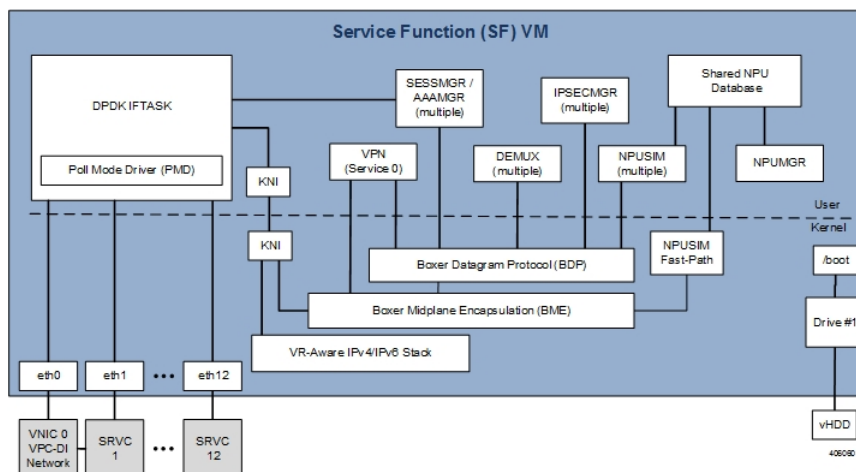 Service Function (SF) VM
DPDK IFTASK
Poll Mode Driver (PMD)
SESSMGR /
AAAMGR
(multiple)
IPSECMGR
(multiple)
Shared NPU
Database
VPN
(Service 0)
DEMUX
(multiple)
NPUSIM
(multiple)
NPUMGR
KNI
User
Kernel
KNI
Boxer Datagram Protocol (BDP)
NPUSIM
Fast-Path
/boot
Boxer Midplane Encapsulation (BME)
Drive #1
VR-Aware IPv4/IPv6 Stack
eth0
eth1
•••
eth12
VNIC 0
VPC-DI
Network
SRVC
1
•••
SRVC
12
vHDD
406060